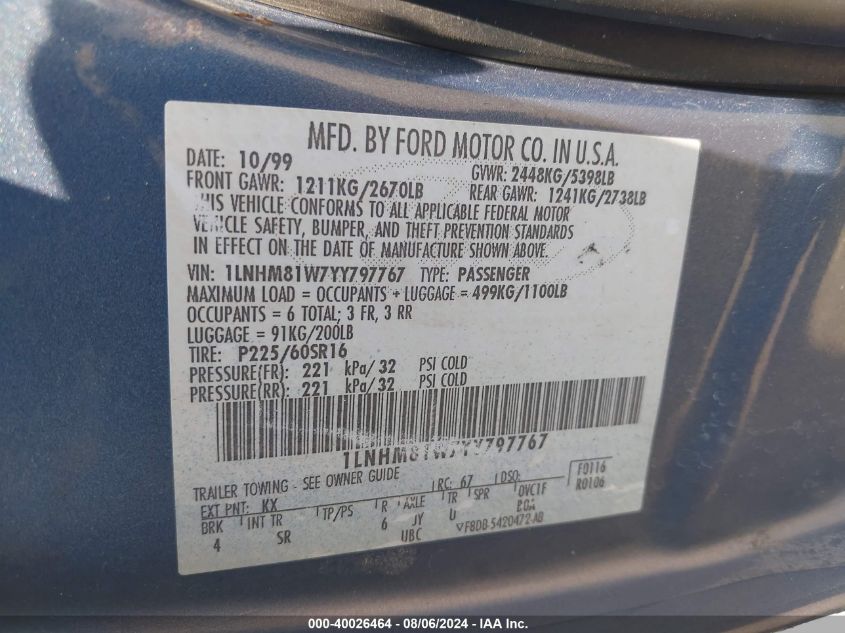 MFD. BY FORD MOTOR CO. IN U.S.A.
DATE: 10/99 GVWR: 2448KG/5398LB
FRONT GAWR: 1211KG/2670LB REAR GAWR: 1241KG/2738LB
THIS VEHICLE CONFORMS TO ALL APPLICABLE FEDERAL MOTOR
VEHICLE SAFETY, BUMPER, AND THEFT PREVENTION STANDARDS
IN EFFECT ON THE DATE OF MANUFACTURE SHOWN ABOVE.
VIN: 1LNHM81W7YY797767 TYPE: PASSENGER
MAXIMUM LOAD = OCCUPANTS + LUGGAGE = 499KG/1100LB
OCCUPANTS = 6 TOTAL; 3 FR, 3 RR
LUGGAGE = 91KG/200LB
TIRE: P225/60SR16
PRESSURE(FR): 221 kPa/32 PSI COLD
PRESSURE(RR): 221 kPa/32 PSI COLD
1LNHM81W7YY797767
TRAILER TOWING - SEE OWNER GUIDE
EXT PNT: KX RC: 67 DSO: F0116
R0106
BRK INT TR TP/PS R AXLE TR SPR OVC1F
4 SR 6 JY U BOA
UBC F8DB-5420472-AB
000-40026464 - 08/06/2024 - IAA Inc.